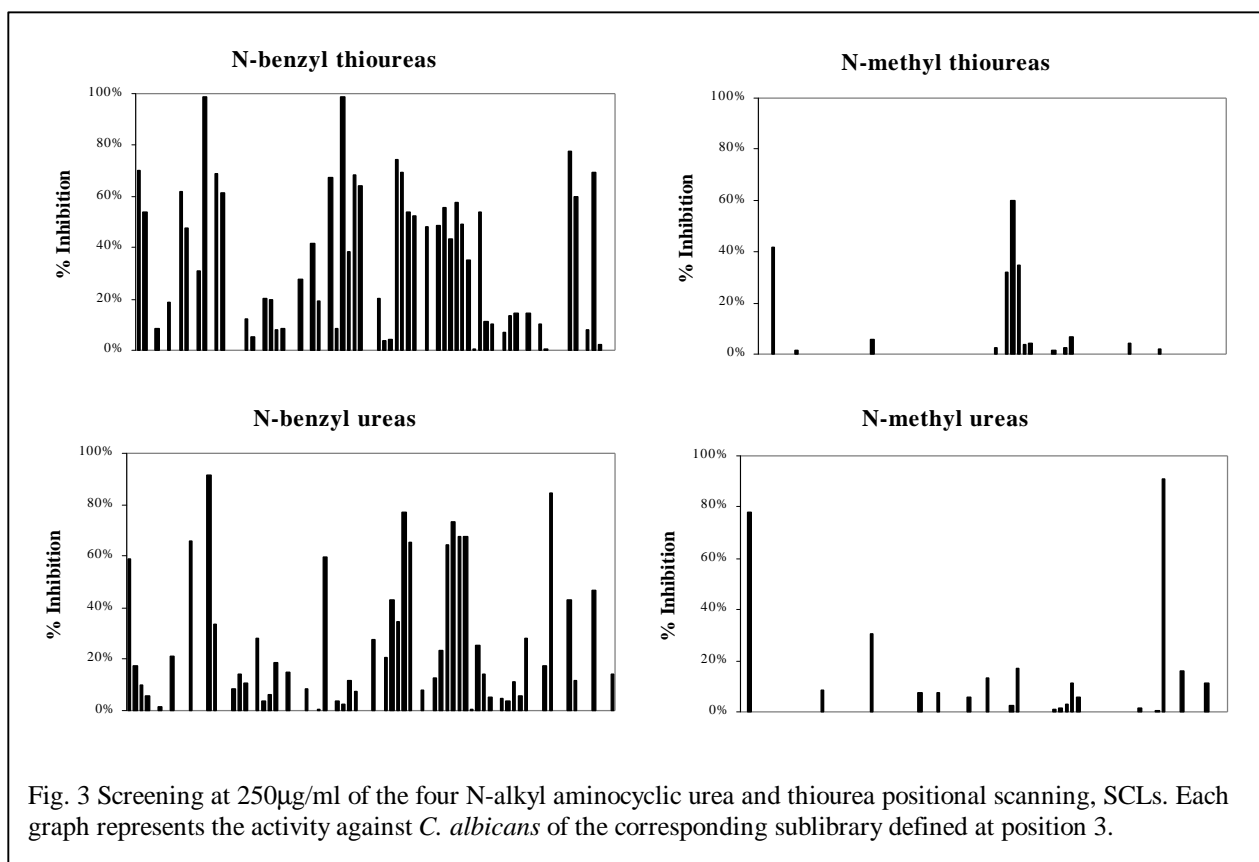 N-benzyl thioureas
% Inhibition
100%
80%
60%
40%
20%
0%
N-methyl thioureas
% Inhibition
100%
80%
60%
40%
20%
0%
N-benzyl ureas
% Inhibition
100%
80%
60%
40%
20%
0%
N-methyl ureas
% Inhibition
100%
80%
60%
40%
20%
0%
Fig. 3 Screening at 250µg/ml of the four N-alkyl aminocyclic urea and thiourea positional scanning, SCLs. Each
graph represents the activity against C. albicans of the corresponding sublibrary defined at position 3.